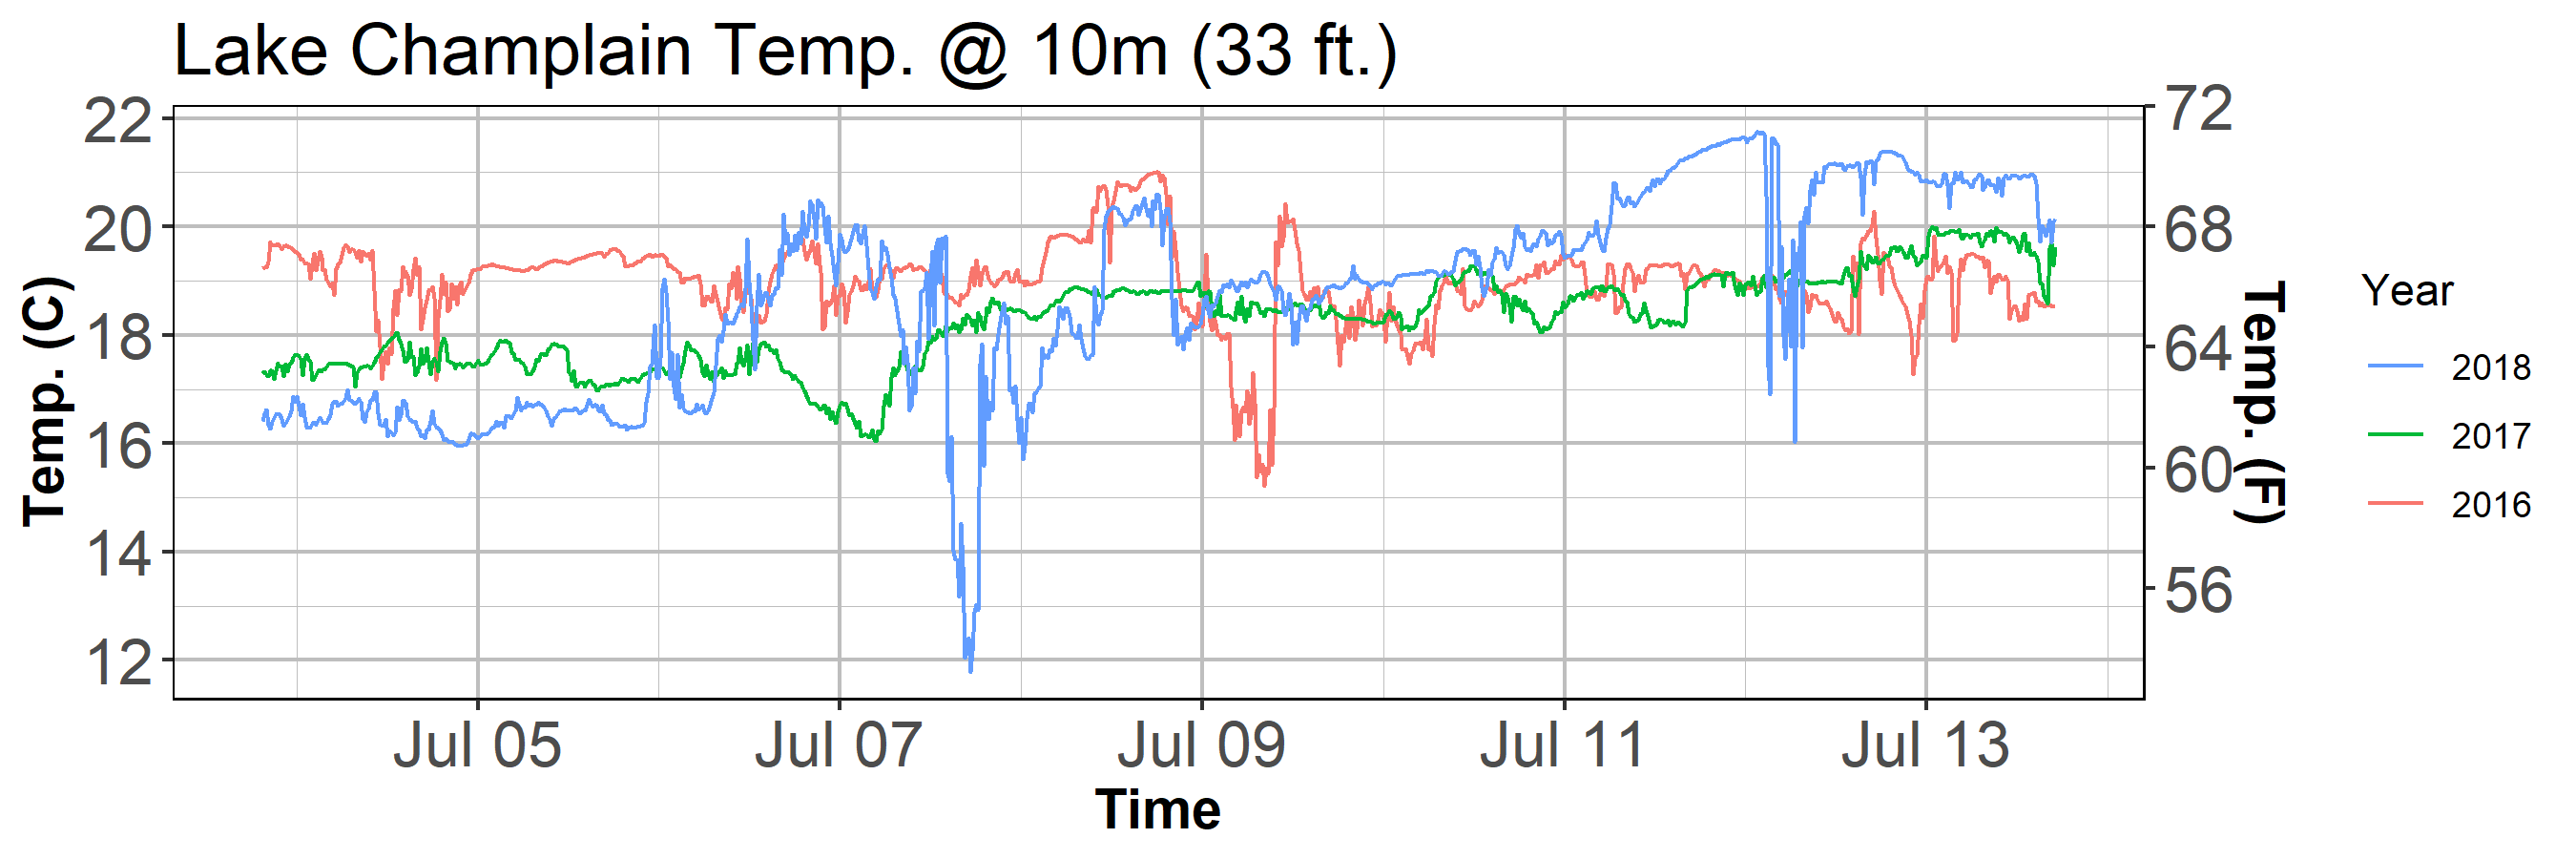 Lake Champlain Temp. @ 10m (33 ft.)
22
20
18
16
14
12
Temp. (C)
72
68
64
60
56
Temp. (F)
Jul 05
Jul 07
Jul 09
Jul 11
Jul 13
Time
Year
2018
2017
2016